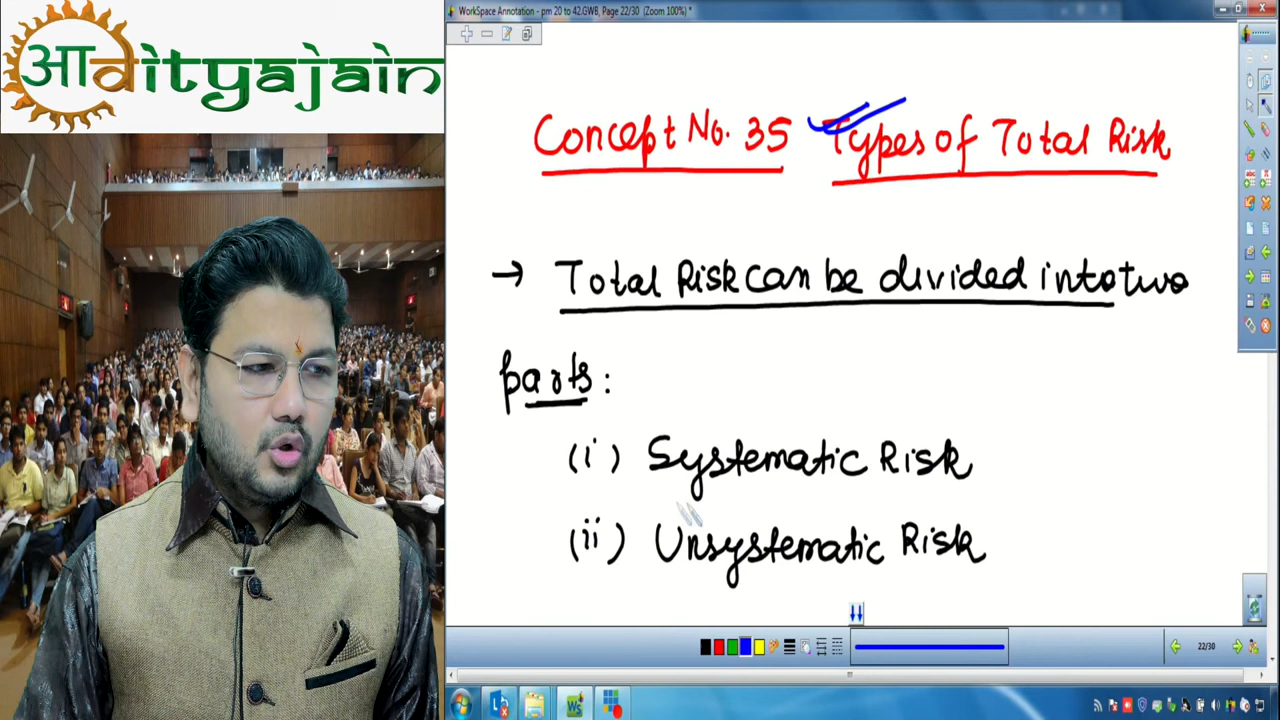 आdityajain
WorkSpace Annotation - pm 20 to 42.GWB, Page 22/30 (Zoom 100%) *
Concept No. 35 Types of Total Risk
→ Total Risk can be divided into two
parts:
(i) Systematic Risk
(ii) Unsystematic Risk
22/30